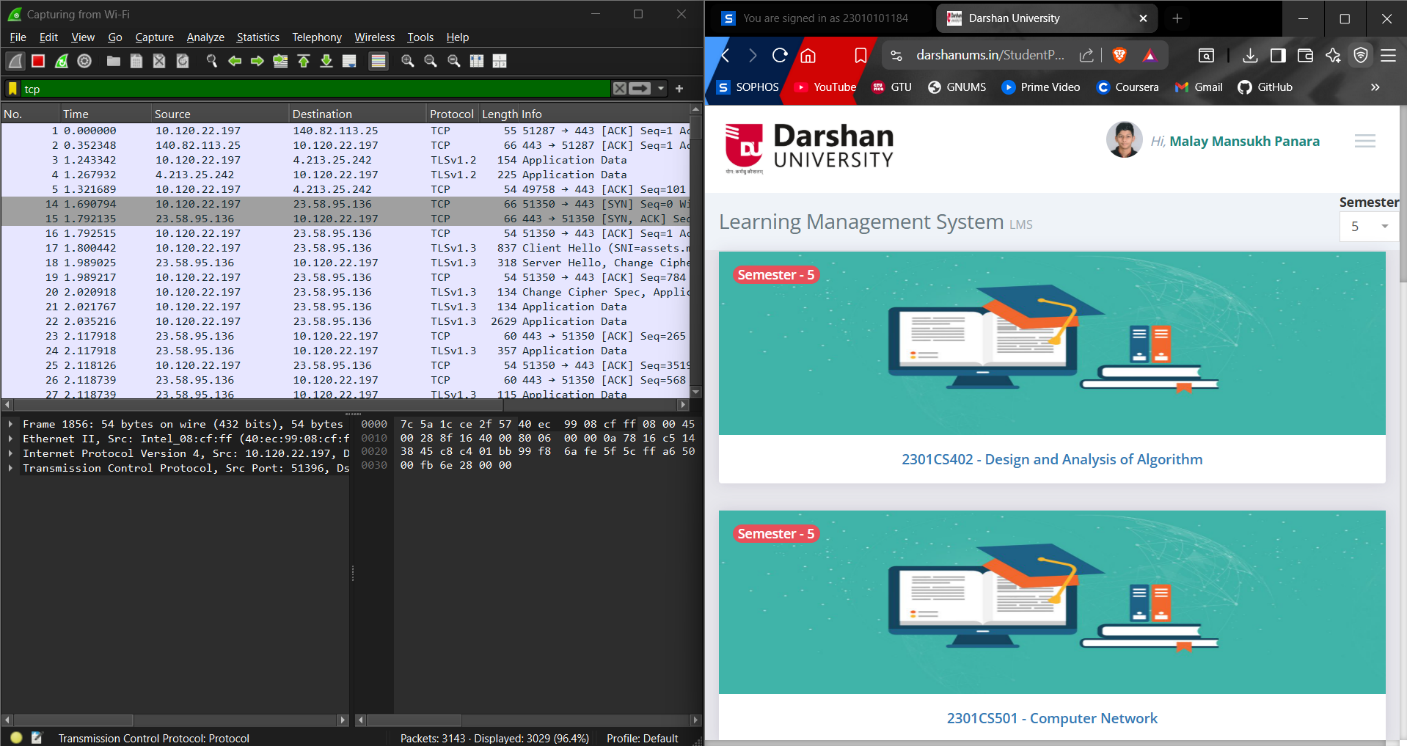 Capturing from Wi-Fi
File Edit View Go Capture Analyze Statistics Telephony Wireless Tools Help
tcp
No. Time Source Destination Protocol Length Info
1 0.000000 10.120.22.197 140.82.113.25 TCP 55 51287 → 443 [ACK] Seq=1 Ac
2 0.352348 140.82.113.25 10.120.22.197 TCP 66 443 → 51287 [ACK] Seq=1 Ac
3 1.243342 10.120.22.197 4.213.25.242 TLSv1.2 154 Application Data
4 1.267932 4.213.25.242 10.120.22.197 TLSv1.2 225 Application Data
5 1.321689 10.120.22.197 4.213.25.242 TCP 54 49758 → 443 [ACK] Seq=101
14 1.690794 10.120.22.197 23.58.95.136 TCP 66 51350 → 443 [SYN] Seq=0 Wi
15 1.792135 23.58.95.136 10.120.22.197 TCP 66 443 → 51350 [SYN, ACK] Sec
16 1.792515 10.120.22.197 23.58.95.136 TCP 54 51350 → 443 [ACK] Seq=1 Ac
17 1.800442 10.120.22.197 23.58.95.136 TLSv1.3 837 Client Hello (SNI=assets.m
18 1.989025 23.58.95.136 10.120.22.197 TLSv1.3 318 Server Hello, Change Ciphe
19 1.989217 10.120.22.197 23.58.95.136 TCP 54 51350 → 443 [ACK] Seq=784
20 2.020918 10.120.22.197 23.58.95.136 TLSv1.3 134 Change Cipher Spec, Applic
21 2.021767 10.120.22.197 23.58.95.136 TLSv1.3 134 Application Data
22 2.035216 10.120.22.197 23.58.95.136 TLSv1.3 2629 Application Data
23 2.117918 23.58.95.136 10.120.22.197 TCP 60 443 → 51350 [ACK] Seq=265
24 2.117918 23.58.95.136 10.120.22.197 TLSv1.3 357 Application Data
25 2.118126 10.120.22.197 23.58.95.136 TCP 54 51350 → 443 [ACK] Seq=3519
26 2.118739 23.58.95.136 10.120.22.197 TCP 60 443 → 51350 [ACK] Seq=568
27 2.118739 23.58.95.136 10.120.22.197 TLSv1.3 115 Application Data
Frame 1856: 54 bytes on wire (432 bits), 54 bytes
Ethernet II, Src: Intel_08:cf:ff (40:ec:99:08:cf:f
Internet Protocol Version 4, Src: 10.120.22.197, D
Transmission Control Protocol, Src Port: 51396, Ds
0000 7c 5a 1c ce 2f 57 40 ec 99 08 cf ff 08 00 45
0010 00 28 8f 16 40 00 80 06 00 00 0a 78 16 c5 14
0020 38 45 c8 c4 01 bb 99 f8 6a fe 5f 5c ff a6 50
0030 00 fb 6e 28 00 00
Transmission Control Protocol: Protocol Packets: 3143 · Displayed: 3029 (96.4%) Profile: Default
You are signed in as 23010101184 Darshan University
darshanums.in/StudentP...
SOPHOS YouTube GTU GNUMS Prime Video Coursera Gmail GitHub
Darshan
UNIVERSITY
Hi, Malay Mansukh Panara
Learning Management System LMS
Semester
5
Semester - 5
2301CS402 - Design and Analysis of Algorithm
Semester - 5
2301CS501 - Computer Network